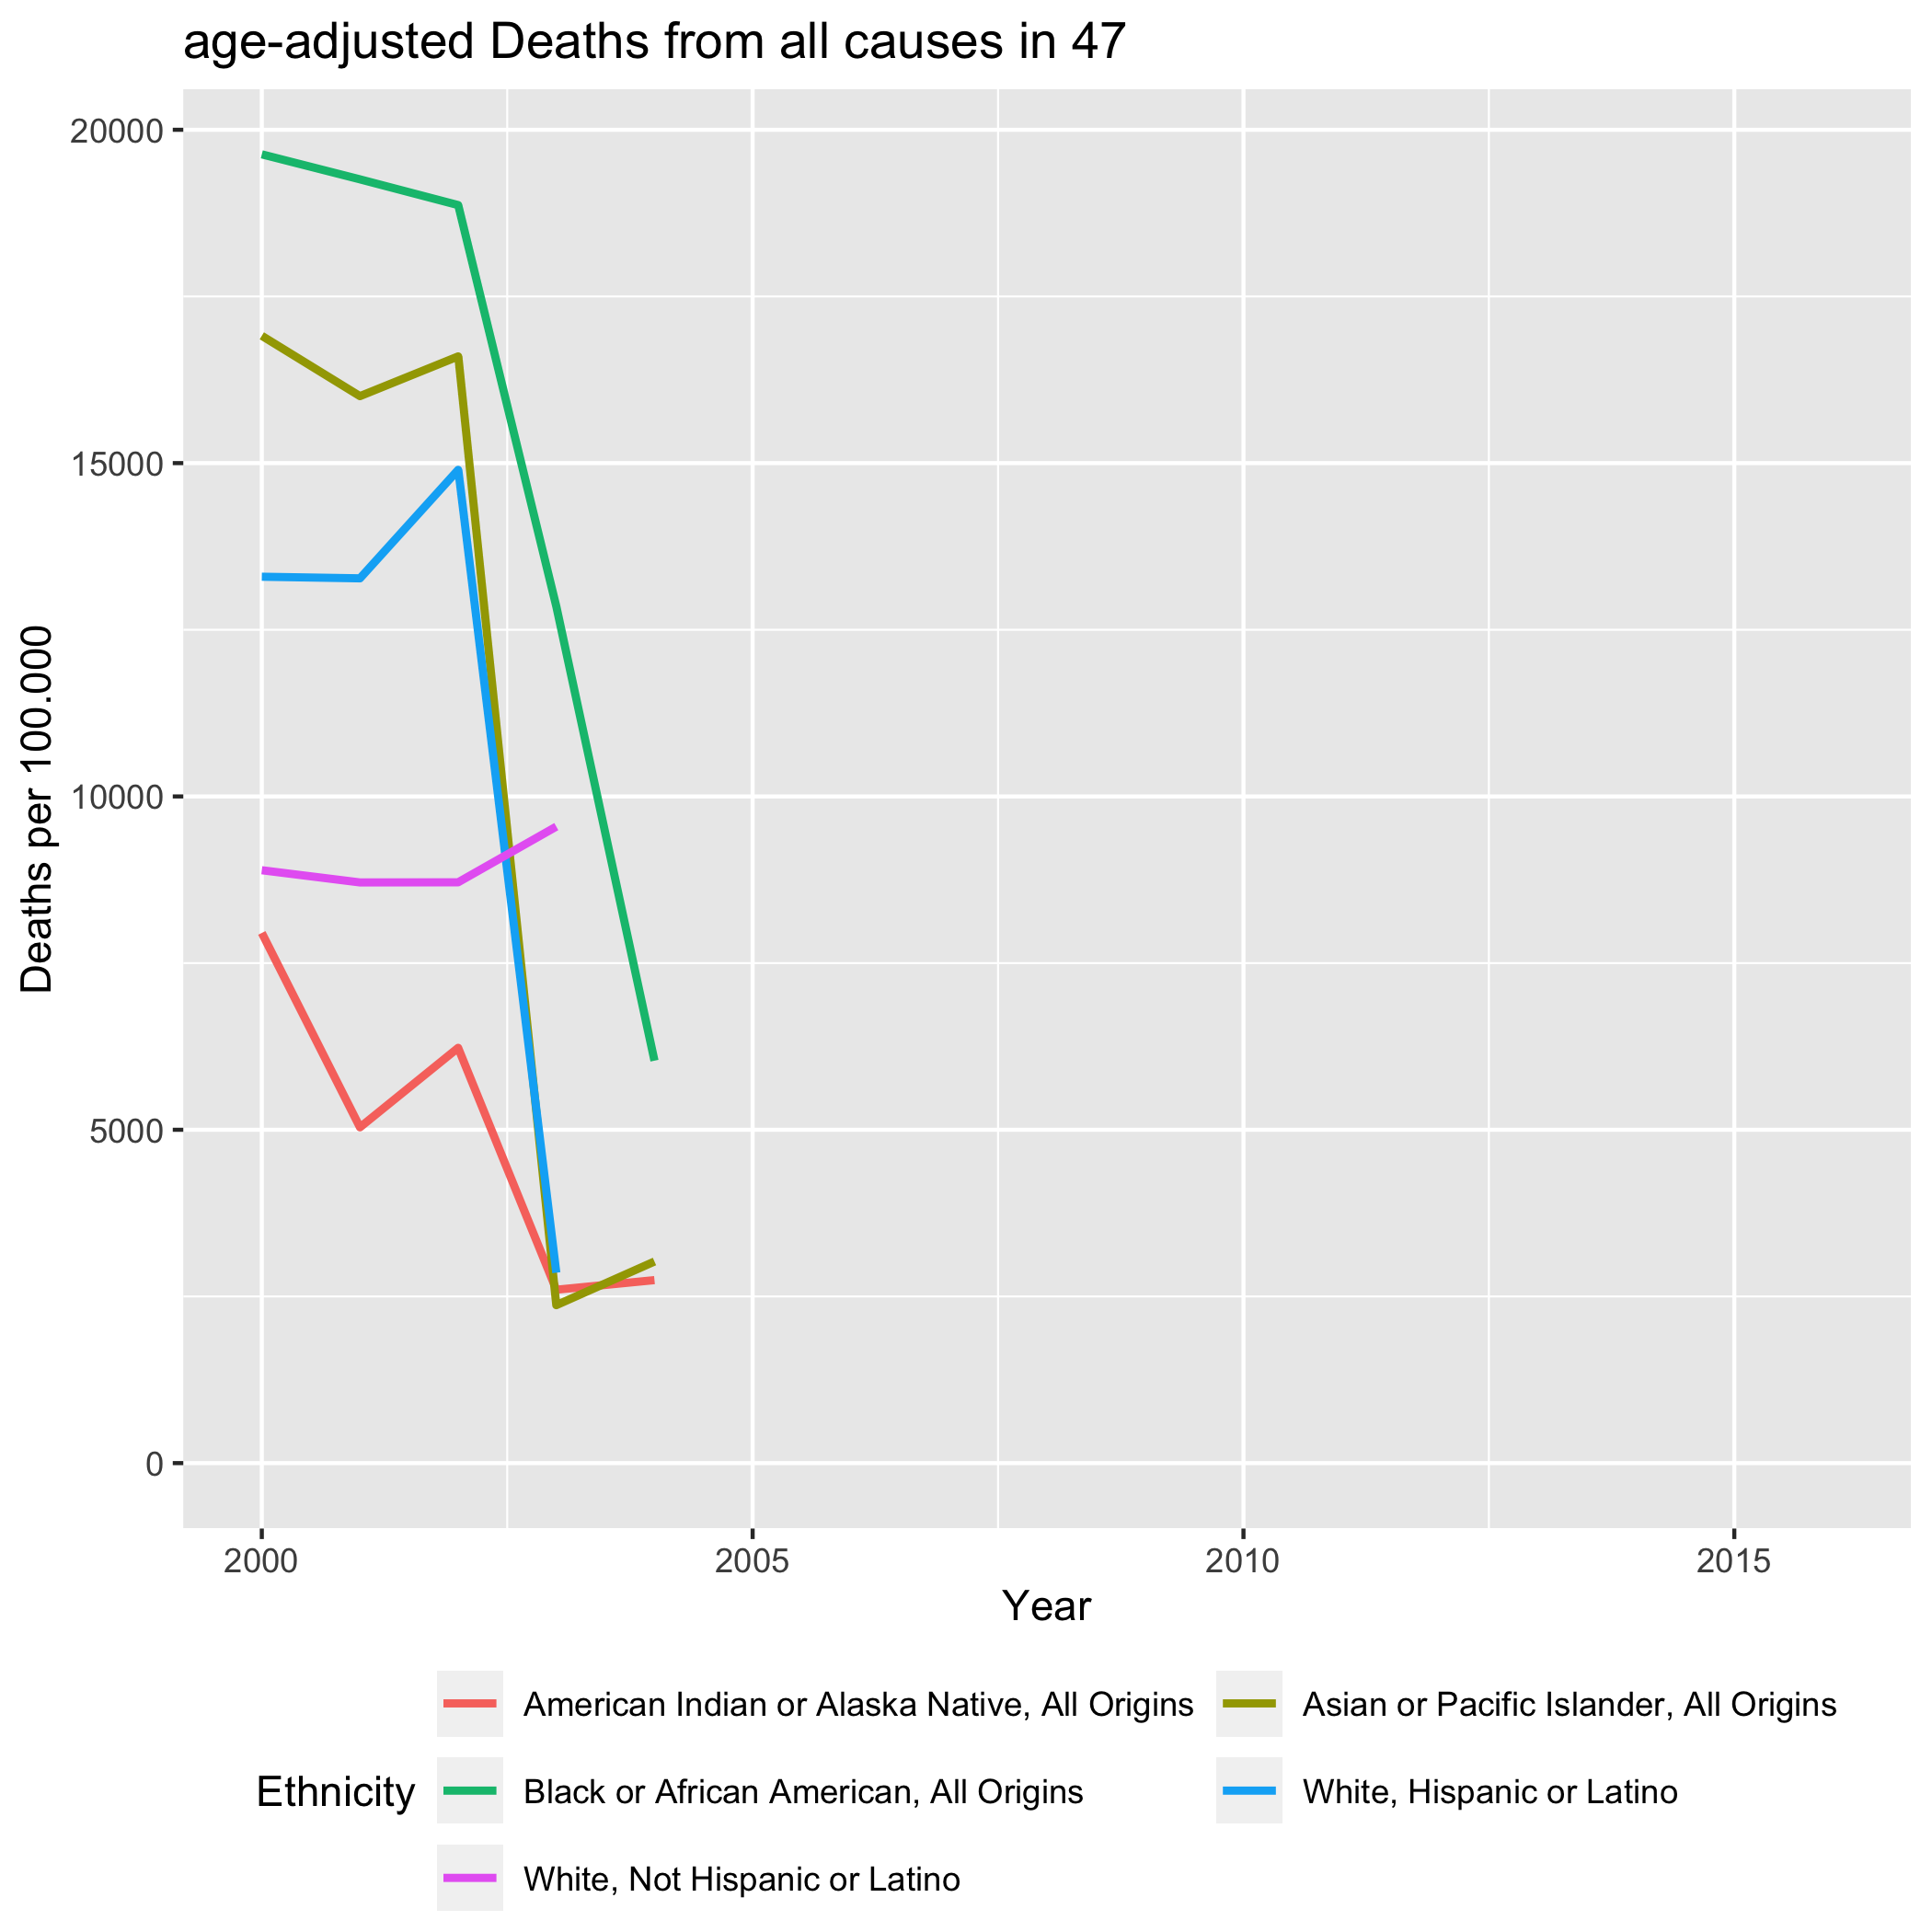 age-adjusted Deaths from all causes in 47
Deaths per 100.000
20000
15000
10000
5000
0
2000 2005 2010 2015
Year
Ethnicity
American Indian or Alaska Native, All Origins Asian or Pacific Islander, All Origins
Black or African American, All Origins White, Hispanic or Latino
White, Not Hispanic or Latino